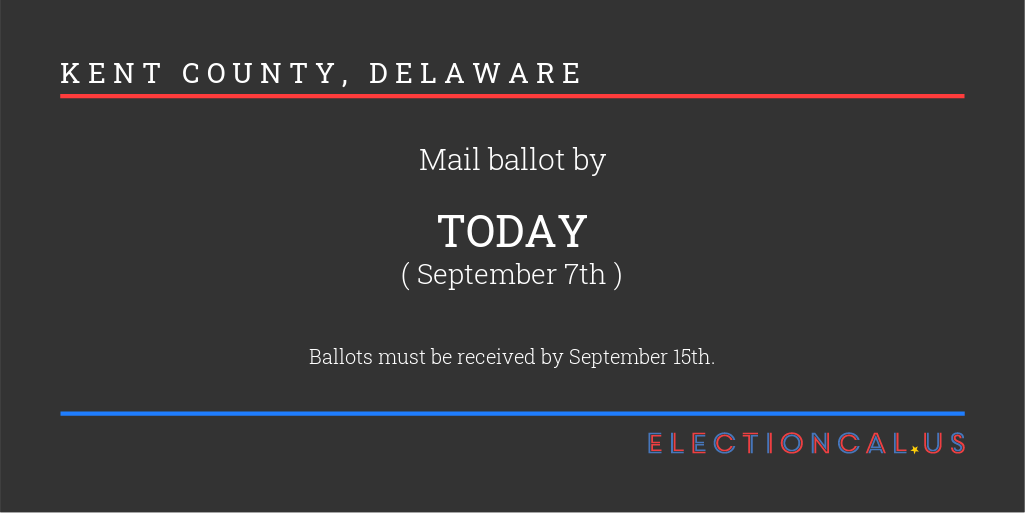 KENT COUNTY, DELAWARE
Mail ballot by
TODAY
( September 7th )
Ballots must be received by September 15th.
ELECTIONCAL.US